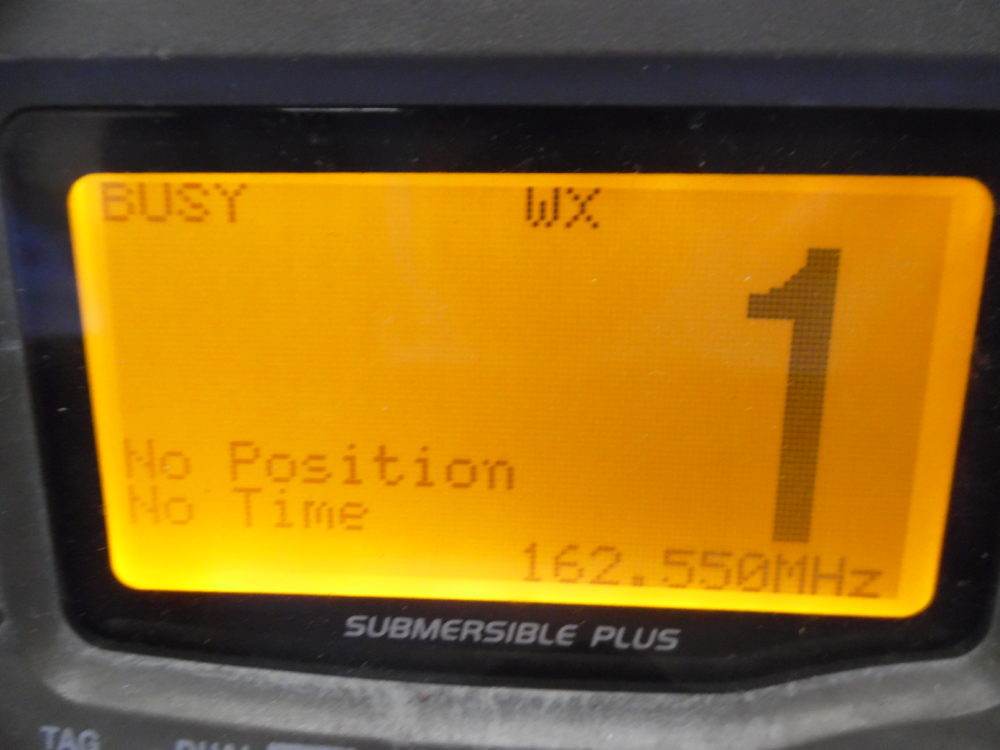 BUSY WX
1
No Position
No Time
162.550MHz
SUBMERSIBLE PLUS
TAG